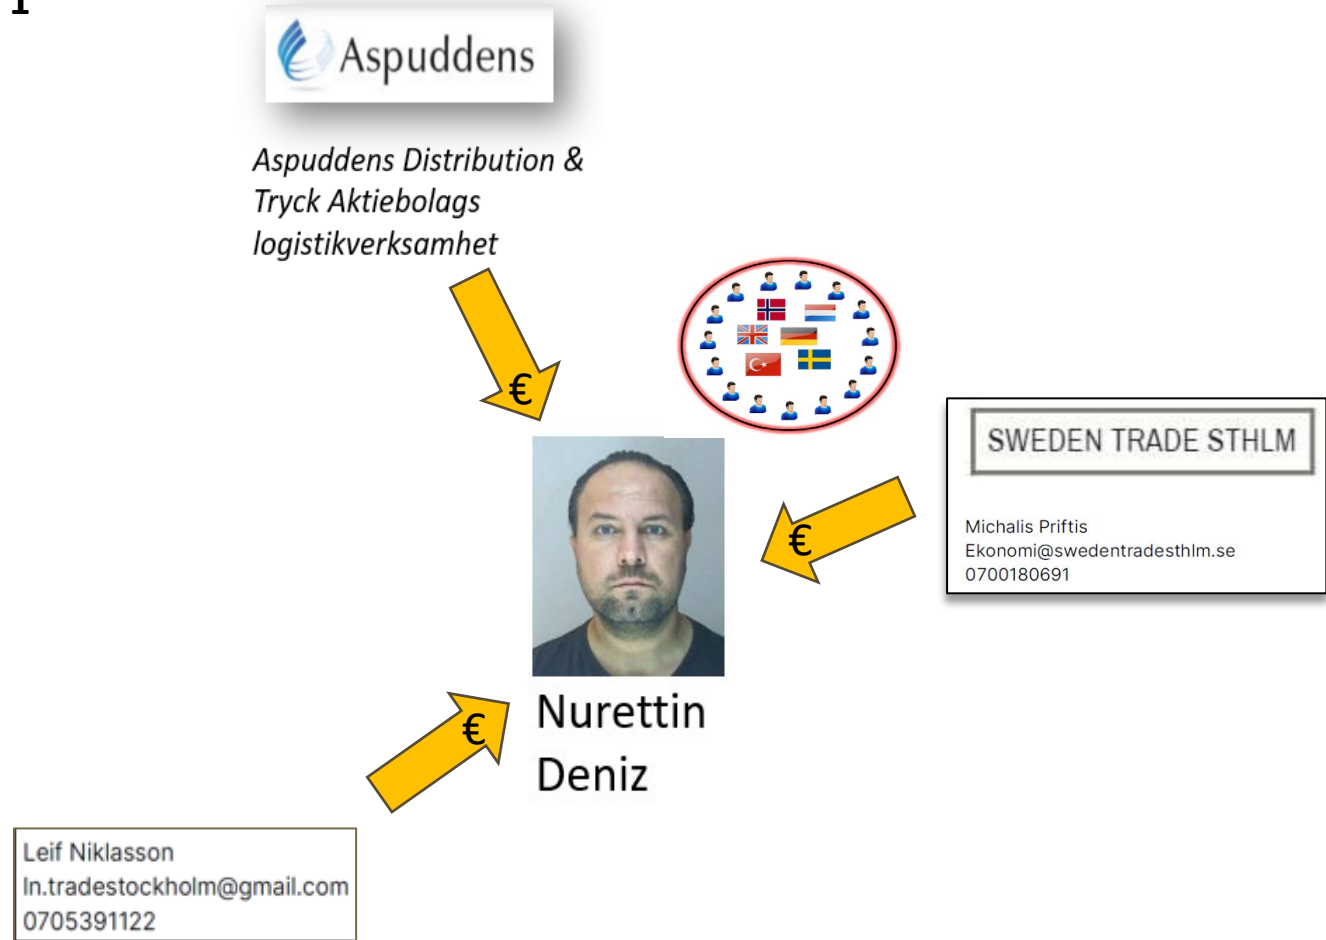 1
Aspuddens
Aspuddens Distribution &
Tryck Aktiebolags
logistikverksamhet
€
SWEDEN TRADE STHLM
Michalis Priftis
Ekonomi@swedentradesthlm.se
0700180691
€
Nurettin
Deniz
€
Leif Niklasson
ln.tradestockholm@gmail.com
0705391122